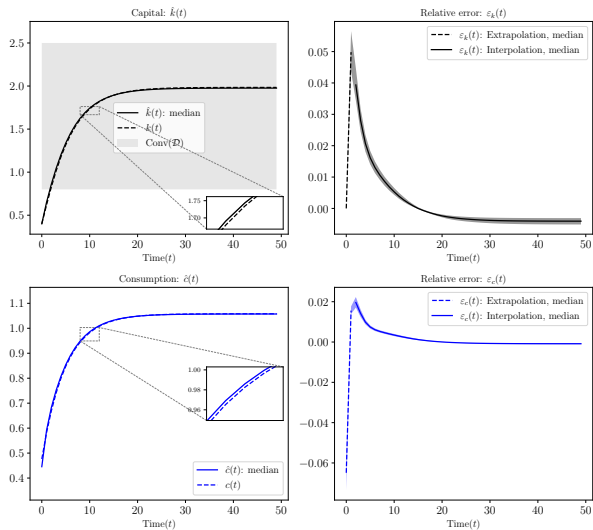 Capital: k̂(t)
2.5
2.0
1.5
1.0
0.5
k̂(t): median
k(t)
Conv(𝒟)
1.75
1.70
0 10 20 30 40 50
Time(t)
Relative error: ε_k(t)
0.05
0.04
0.03
0.02
0.01
0.00
ε_k(t): Extrapolation, median
ε_k(t): Interpolation, median
0 10 20 30 40 50
Time(t)
Consumption: ĉ(t)
1.1
1.0
0.9
0.8
0.7
0.6
0.5
0.4
1.00
0.98
0.96
ĉ(t): median
c(t)
0 10 20 30 40 50
Time(t)
Relative error: ε_c(t)
0.02
0.00
−0.02
−0.04
−0.06
ε_c(t): Extrapolation, median
ε_c(t): Interpolation, median
0 10 20 30 40 50
Time(t)